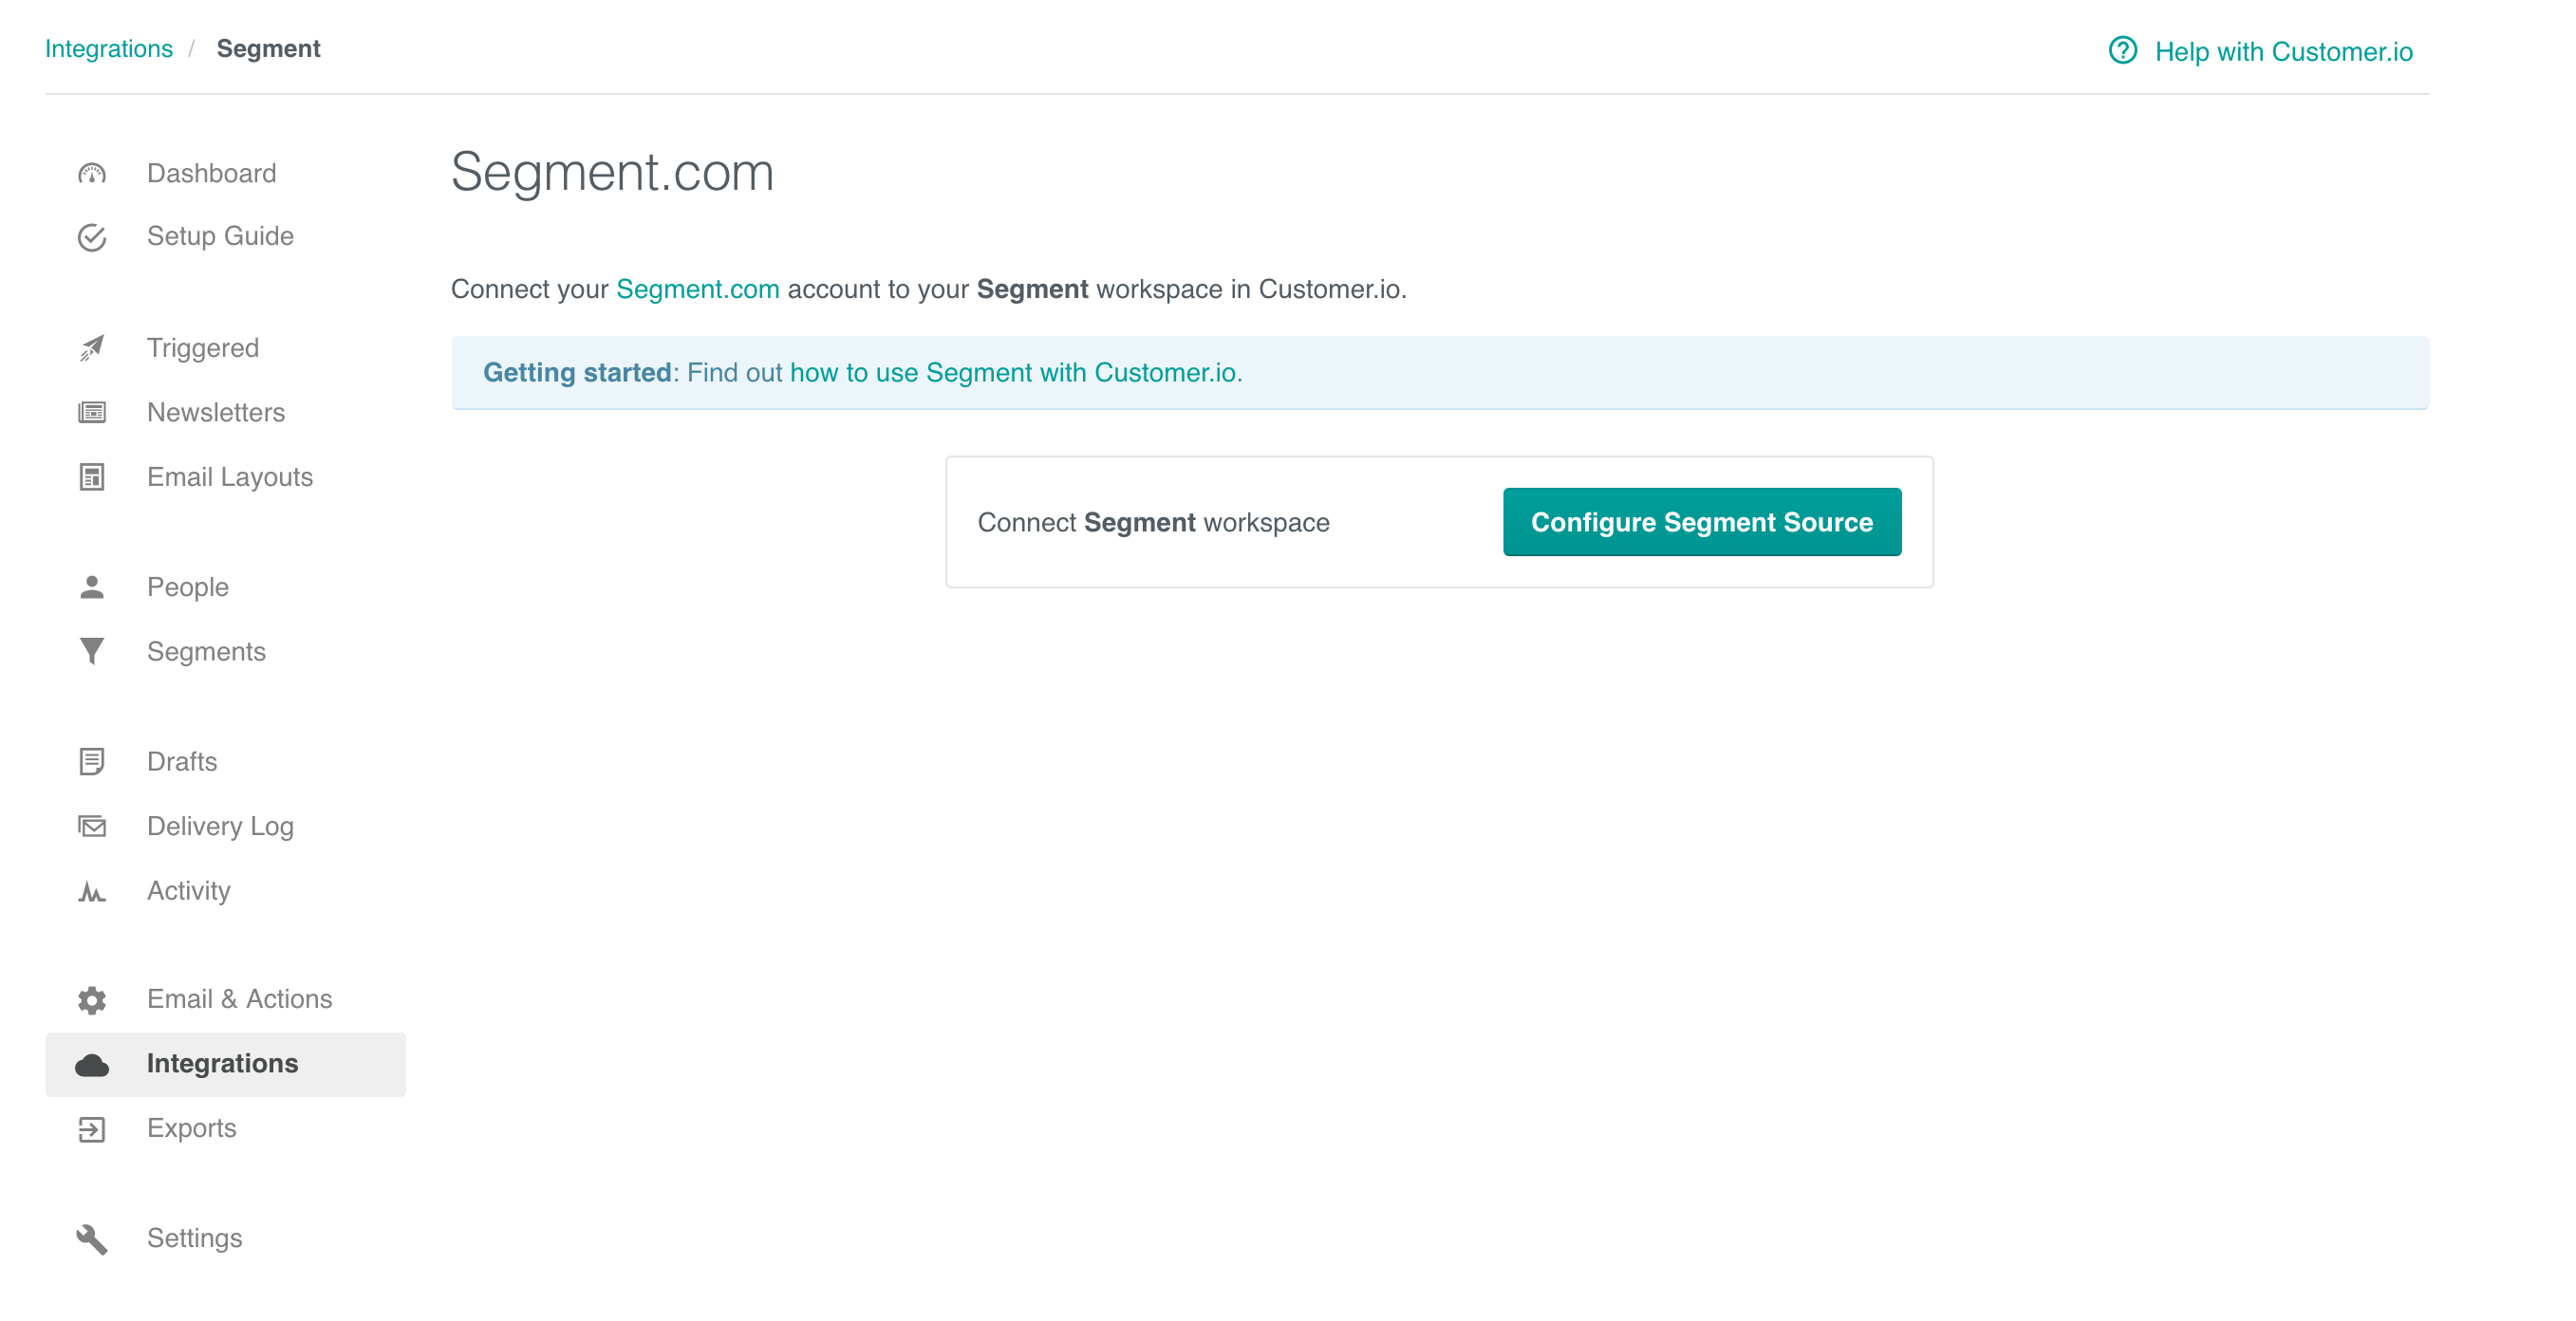 Integrations / Segment
Help with Customer.io
Dashboard
Setup Guide
Triggered
Newsletters
Email Layouts
People
Segments
Drafts
Delivery Log
Activity
Email & Actions
Integrations
Exports
Settings
Segment.com
Connect your Segment.com account to your Segment workspace in Customer.io.
Getting started: Find out how to use Segment with Customer.io.
Connect Segment workspace
Configure Segment Source